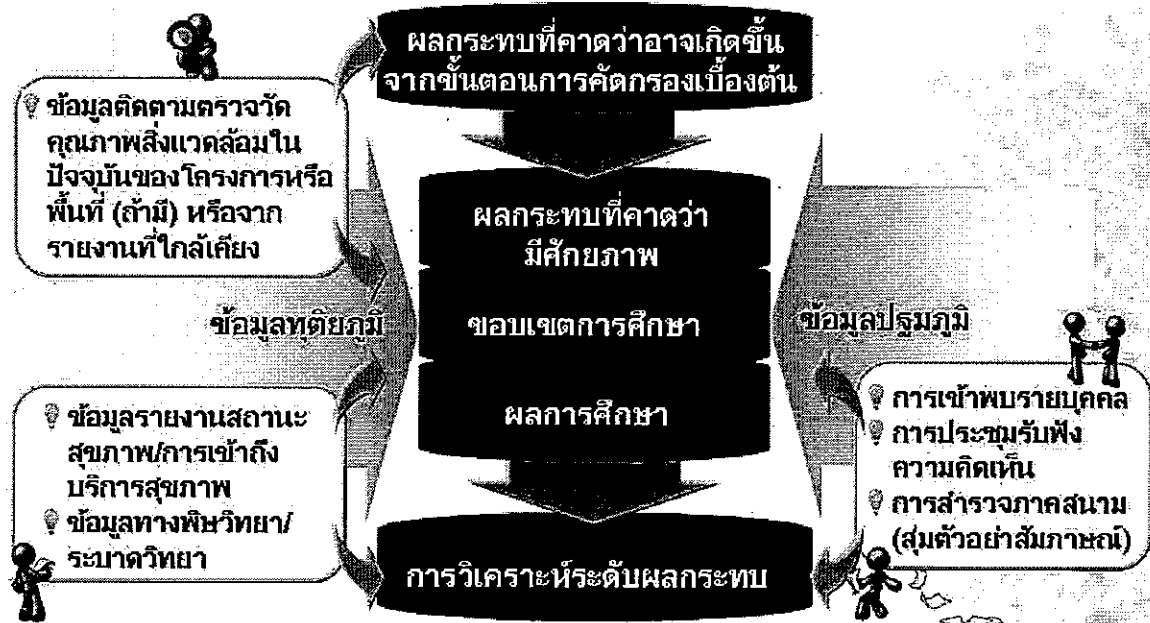 ผลกระทบที่คาดว่าอาจเกิดขึ้น
จากขั้นตอนการคัดกรองเบื้องต้น
ข้อมูลติดตามตรวจวัด
คุณภาพสิ่งแวดล้อมใน
ปัจจุบันของโครงการหรือ
พื้นที่ (ถ้ามี) หรือจาก
รายงานที่ใกล้เคียง
ผลกระทบที่คาดว่า
มีศักยภาพ
ข้อมูลทุติยภูมิ
ขอบเขตการศึกษา
ข้อมูลปฐมภูมิ
ผลการศึกษา
ข้อมูลรายงานสถานะ
สุขภาพ/การเข้าถึง
บริการสุขภาพ
ข้อมูลทางพิษวิทยา/
ระบาดวิทยา
การเข้าพบรายบุคคล
การประชุมรับฟัง
ความคิดเห็น
การสำรวจภาคสนาม
(สุ่มตัวอย่าสัมภาษณ์)
การวิเคราะห์ระดับผลกระทบ